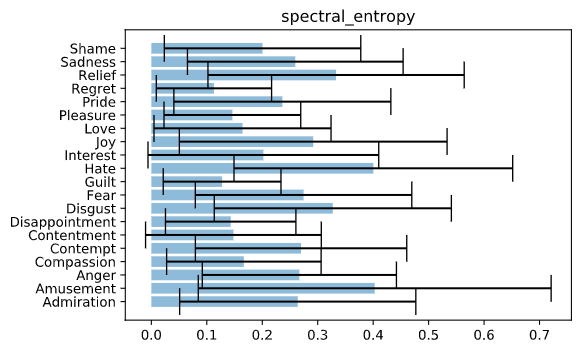 spectral_entropy
Shame
Sadness
Relief
Regret
Pride
Pleasure
Love
Joy
Interest
Hate
Guilt
Fear
Disgust
Disappointment
Contentment
Contempt
Compassion
Anger
Amusement
Admiration
0.0 0.1 0.2 0.3 0.4 0.5 0.6 0.7